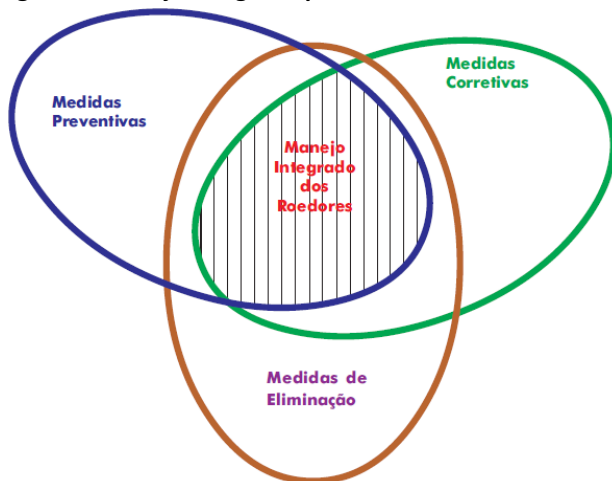 Medidas
Preventivas
Medidas
Corretivas
Manejo
Integrado
dos
Roedores
Medidas de
Eliminação